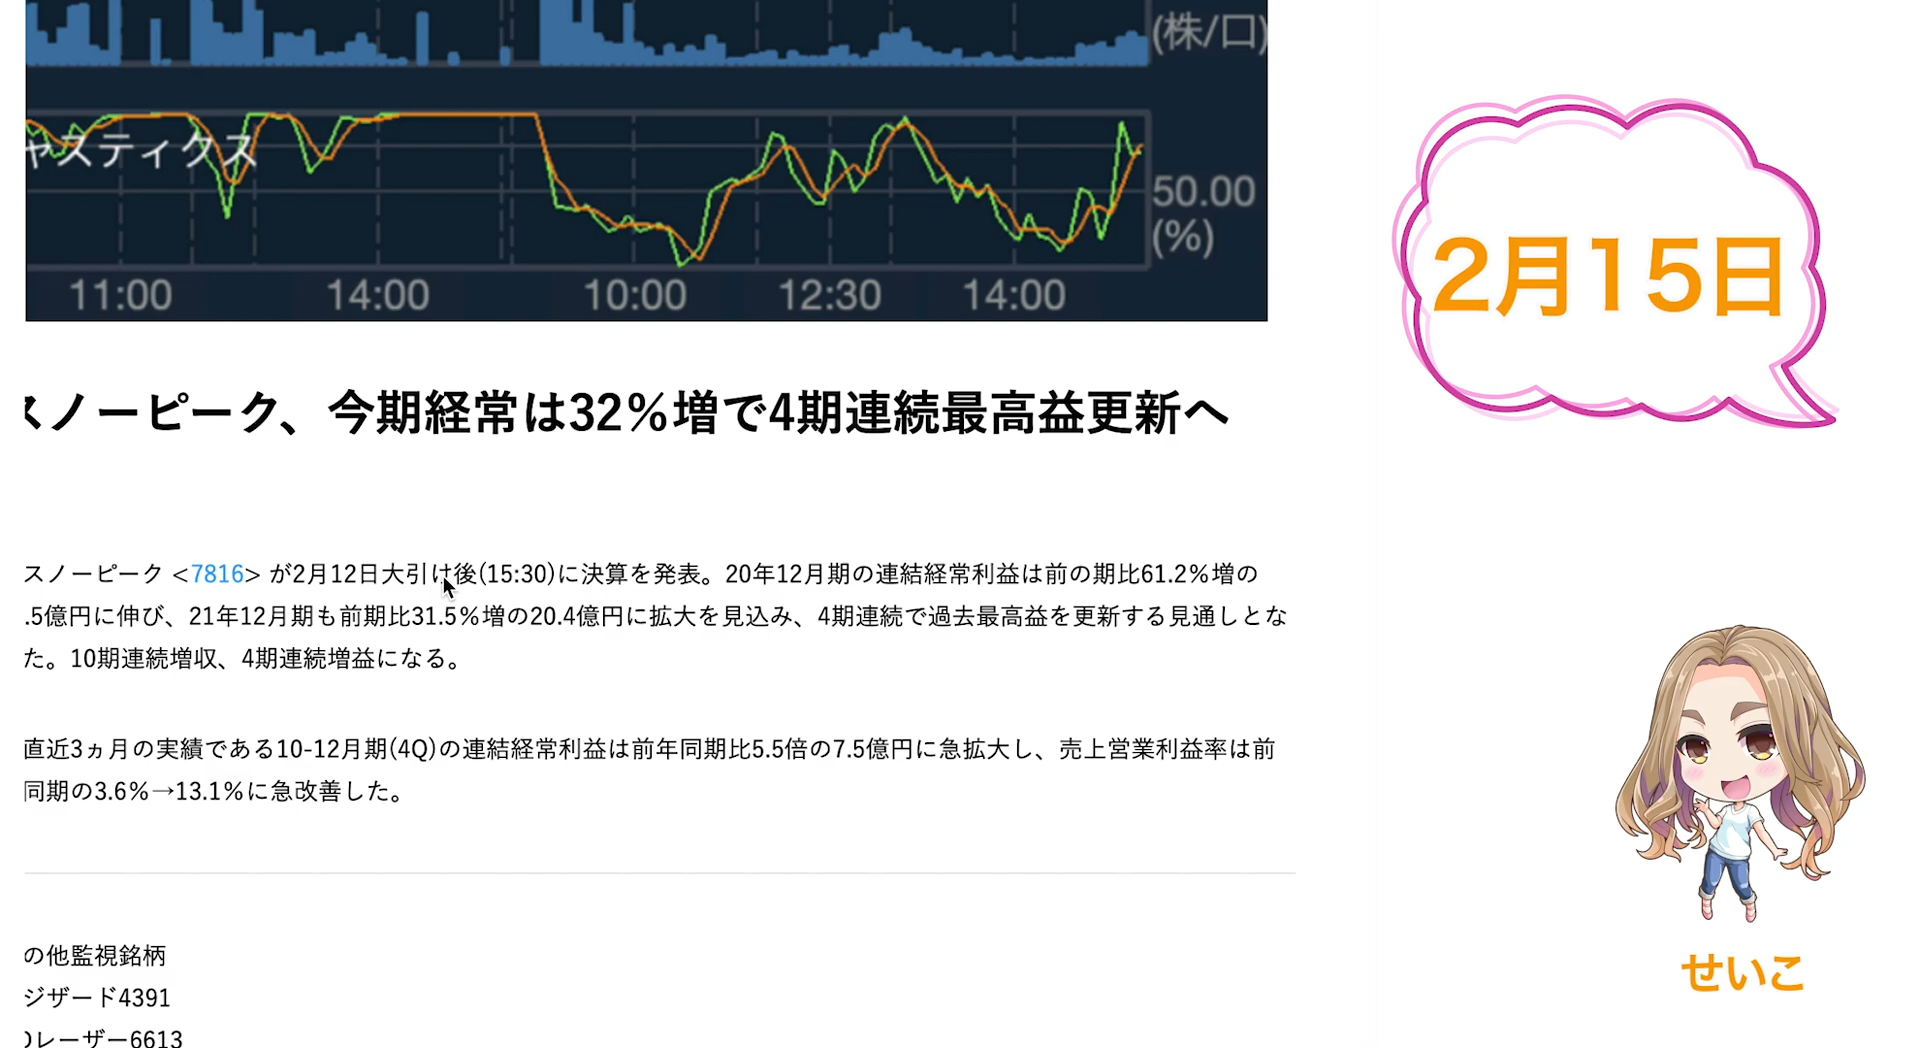 (株/口)
ャスティクス
50.00
(%)
11:00 14:00 10:00 12:30 14:00
2月15日
スノーピーク、今期経常は32%増で4期連続最高益更新へ
スノーピーク <7816> が2月12日大引け後(15:30)に決算を発表。20年12月期の連結経常利益は前の期比61.2%増の
.5億円に伸び、21年12月期も前期比31.5%増の20.4億円に拡大を見込み、4期連続で過去最高益を更新する見通しとな
た。10期連続増収、4期連続増益になる。
直近3ヵ月の実績である10-12月期(4Q)の連結経常利益は前年同期比5.5倍の7.5億円に急拡大し、売上営業利益率は前
同期の3.6%→13.1%に急改善した。
の他監視銘柄
ジザード4391
レーザー6613
せいこ